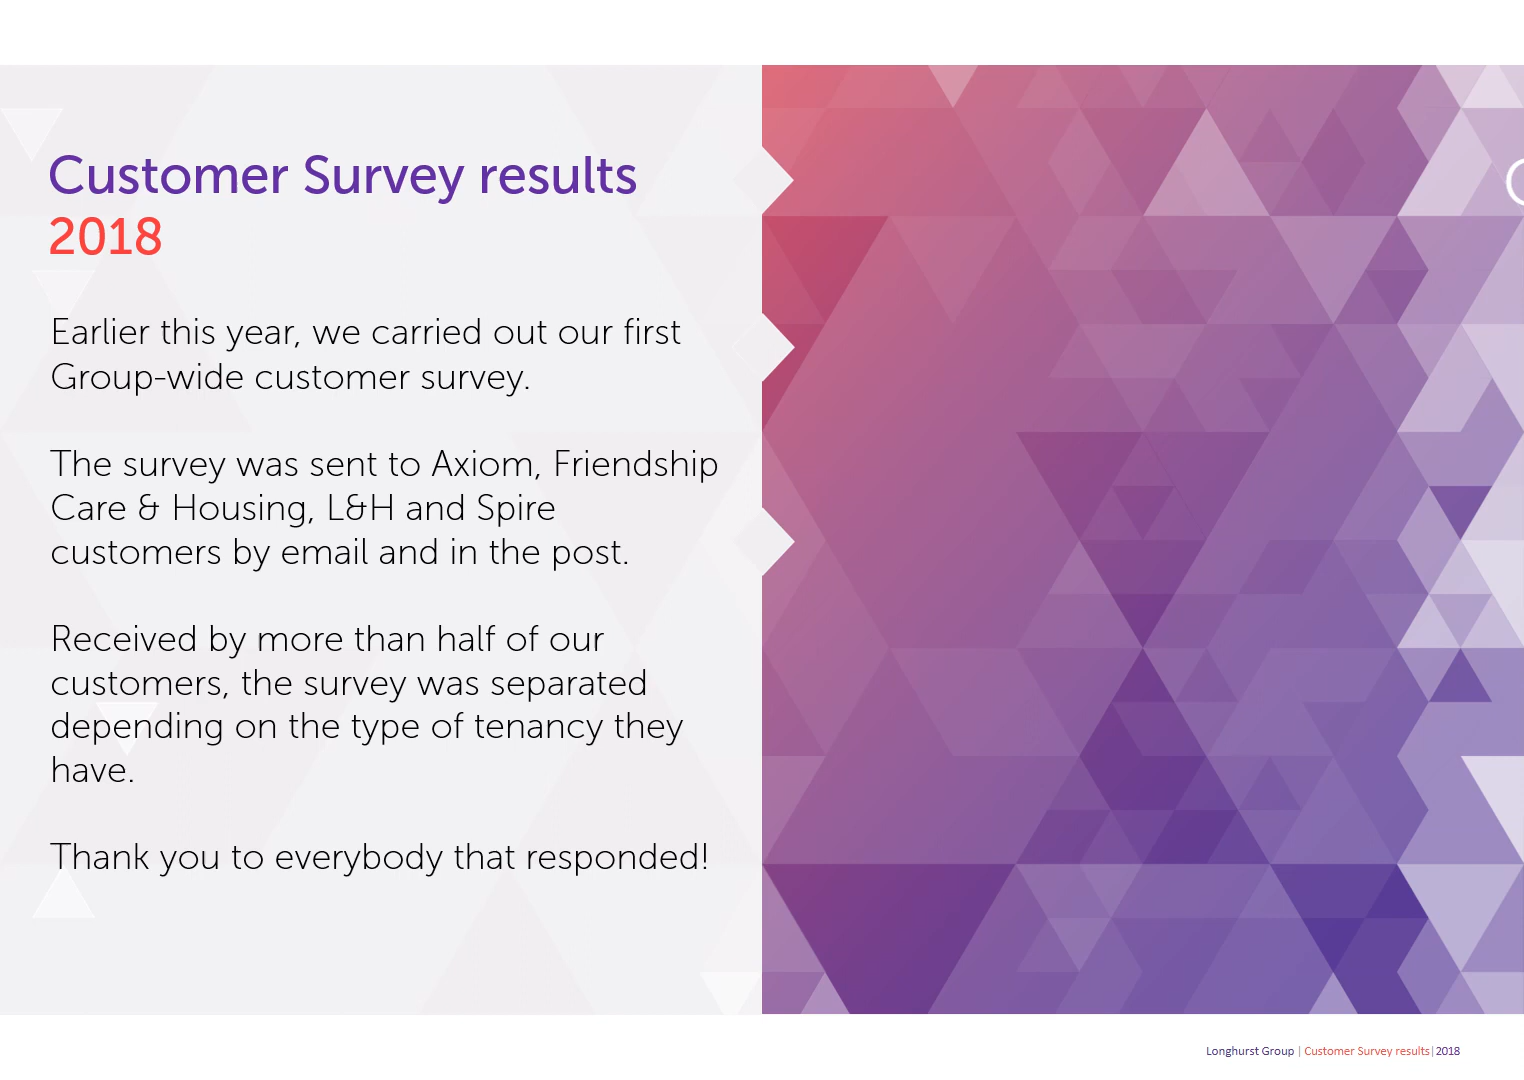 Customer Survey results
2018
Earlier this year, we carried out our first
Group-wide customer survey.
The survey was sent to Axiom, Friendship
Care & Housing, L&H and Spire
customers by email and in the post.
Received by more than half of our
customers, the survey was separated
depending on the type of tenancy they
have.
Thank you to everybody that responded!
Longhurst Group | Customer Survey results | 2018